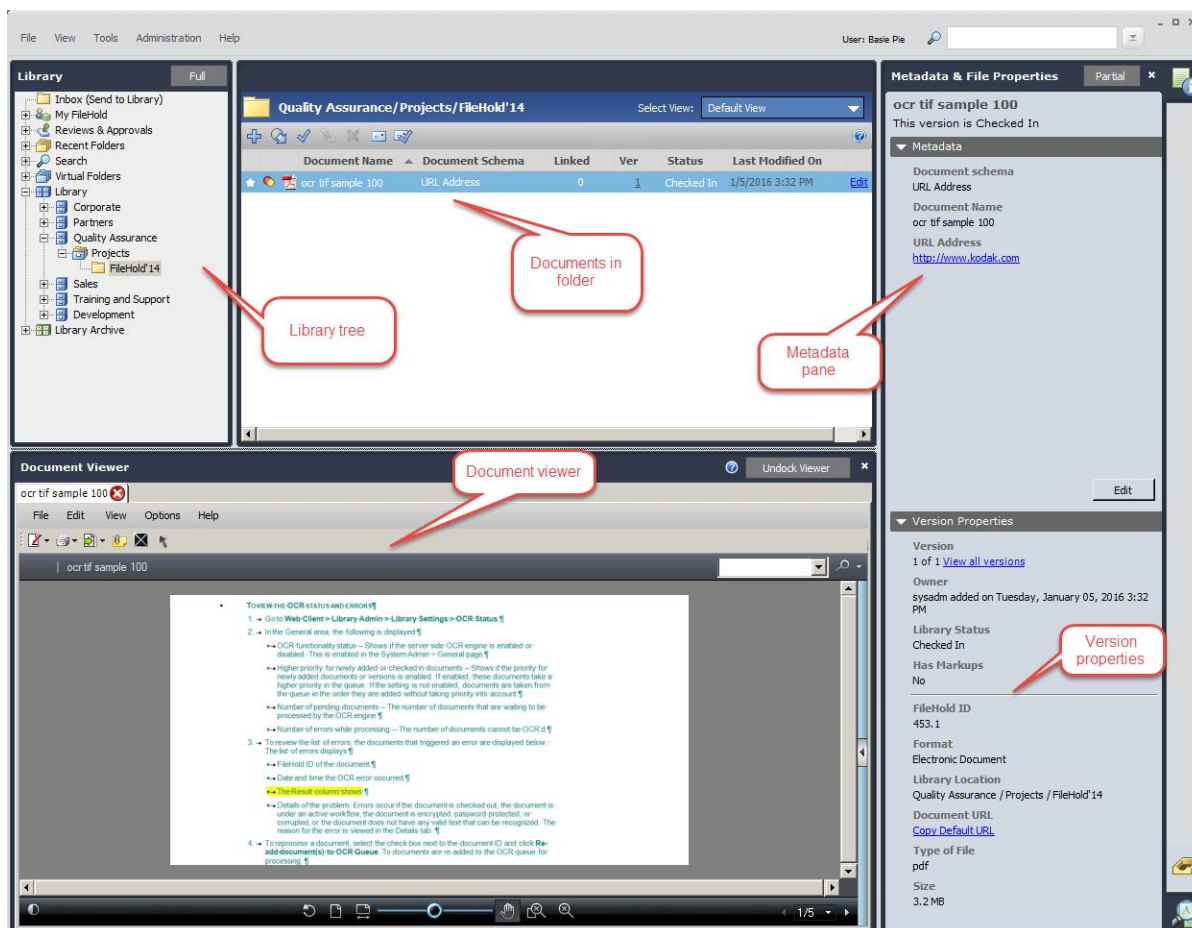 File View Tools Administration Help
User: Basie Pie
Library Full
Inbox (Send to Library)
My FileHold
Reviews & Approvals
Recent Folders
Search
Virtual Folders
Library
Corporate
Partners
Quality Assurance
Projects
FileHold'14
Sales
Training and Support
Development
Library Archive
Library tree
Quality Assurance/Projects/FileHold'14 Select View: Default View
Document Name Document Schema Linked Ver Status Last Modified On
ocr tif sample 100 URL Address 0 1 Checked In 1/5/2016 3:32 PM Edit
Documents in
folder
Metadata & File Properties Partial
ocr tif sample 100
This version is Checked In
Metadata
Document schema
URL Address
Document Name
ocr tif sample 100
URL Address
http://www.kodak.com
Metadata
pane
Edit
Version Properties
Version
1 of 1 View all versions
Owner
sysadm added on Tuesday, January 05, 2016 3:32
PM
Library Status
Checked In
Has Markups
No
Version
properties
FileHold ID
453.1
Format
Electronic Document
Library Location
Quality Assurance / Projects / FileHold'14
Document URL
Copy Default URL
Type of File
pdf
Size
3.2 MB
Document Viewer Undock Viewer
Document viewer
ocr tif sample 100
File Edit View Options Help
ocr tif sample 100
• TO VIEW THE OCR STATUS AND ERRORS¶
1. → Go to Web Client > Library Admin > Library Settings > OCR Status ¶
2. → In the General area, the following is displayed:¶
•→OCR functionality status – Shows if the server side OCR engine is enabled or
disabled. This is enabled in the System Admin > General page.¶
•→Higher priority for newly added or checked in documents – Shows if the priority for
newly added documents or versions is enabled. If enabled, these documents take a
higher priority in the queue. If the setting is not enabled, documents are taken from
the queue in the order they are added without taking priority into account.¶
•→Number of pending documents – The number of documents that are waiting to be
processed by the OCR engine.¶
•→Number of errors while processing – The number of documents cannot be OCR'd.¶
3. → To review the list of errors, the documents that triggered an error are displayed below.
The list of errors displays:¶
•→FileHold ID of the document.¶
•→Date and time the OCR error occurred.¶
•→The Result column shows ¶
•→Details of the problem. Errors occur if the document is checked out, the document is
under an active workflow, the document is encrypted, password protected, or
corrupted, or the document does not have any valid text that can be recognized. The
reason for the error is viewed in the Details tab. ¶
4. → To reprocess a document, select the check box next to the document ID and click Re-
add document(s) to OCR Queue. To documents are re-added to the OCR queue for
processing.¶
1/5